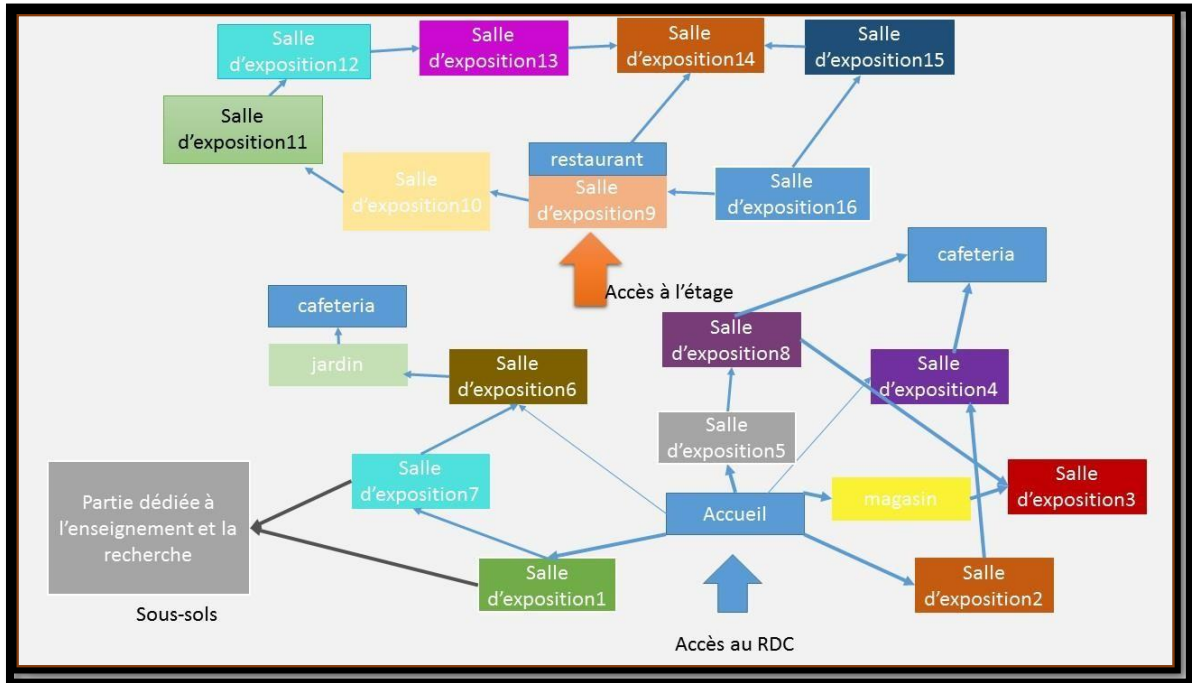 Salle
d'exposition12
Salle
d'exposition13
Salle
d'exposition14
Salle
d'exposition15
Salle
d'exposition11
restaurant
Salle
d'exposition10
Salle
d'exposition9
Salle
d'exposition16
cafeteria
Accès à l'étage
cafeteria
Salle
d'exposition8
jardin
Salle
d'exposition6
Salle
d'exposition4
Salle
d'exposition5
Partie dédiée à
l'enseignement et la
recherche
Salle
d'exposition7
Accueil
magasin
Salle
d'exposition3
Salle
d'exposition1
Salle
d'exposition2
Sous-sols
Accès au RDC